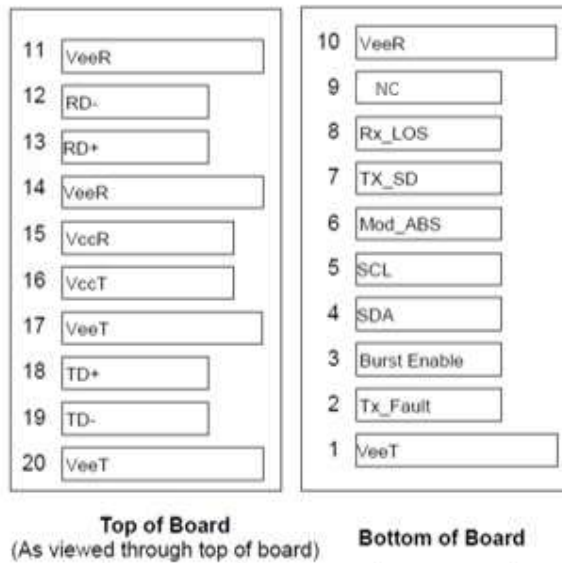 11 VeeR
12 RD-
13 RD+
14 VeeR
15 VccR
16 VccT
17 VeeT
18 TD+
19 TD-
20 VeeT
Top of Board
(As viewed through top of board)
10 VeeR
9 NC
8 Rx_LOS
7 TX_SD
6 Mod_ABS
5 SCL
4 SDA
3 Burst Enable
2 Tx_Fault
1 VeeT
Bottom of Board